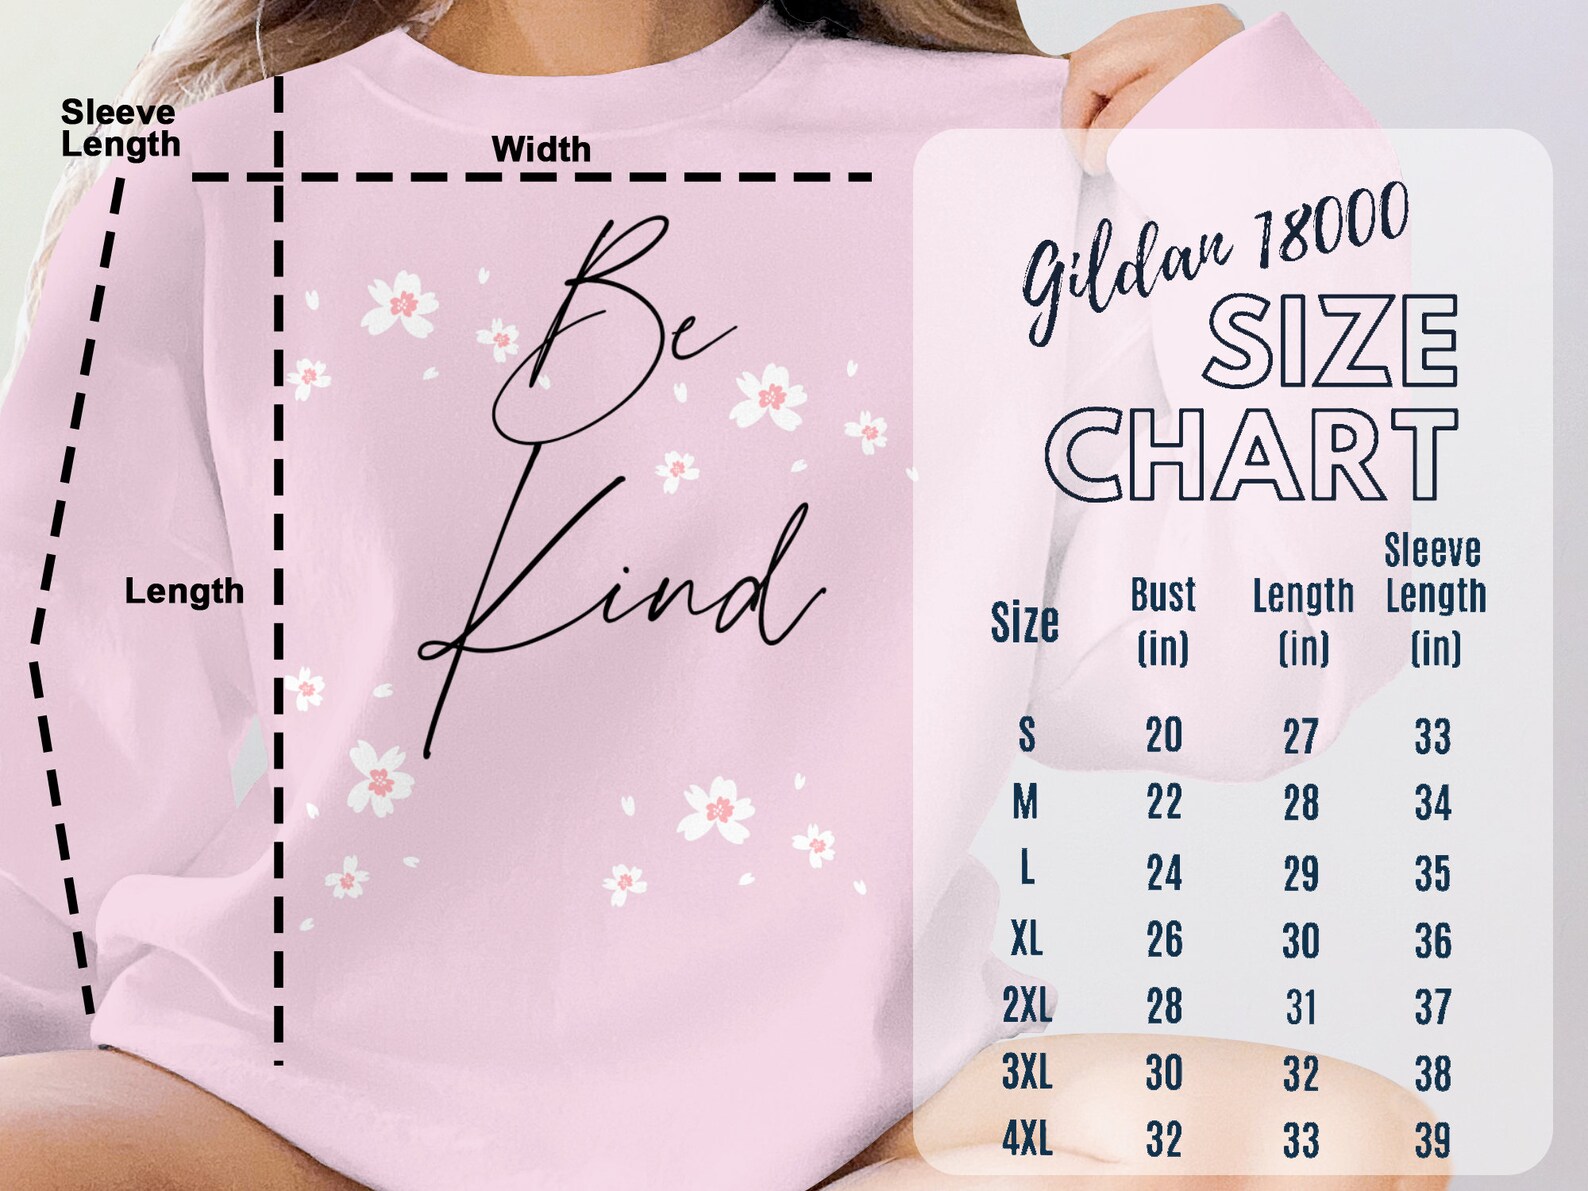 Sleeve
Length
Width
Length
Be
Kind
Gildan 18000
SIZE
CHART
Size Bust (in) Length (in) Sleeve Length (in)
S 20 27 33
M 22 28 34
L 24 29 35
XL 26 30 36
2XL 28 31 37
3XL 30 32 38
4XL 32 33 39